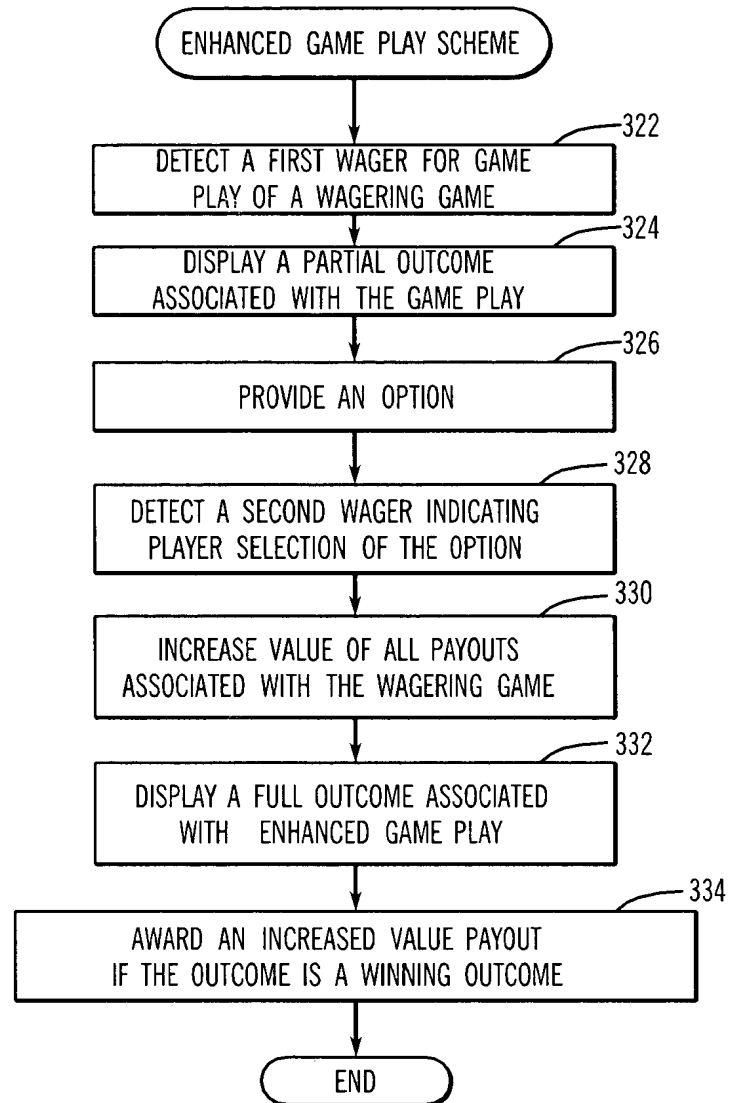 ENHANCED GAME PLAY SCHEME
322
DETECT A FIRST WAGER FOR GAME
PLAY OF A WAGERING GAME
324
DISPLAY A PARTIAL OUTCOME
ASSOCIATED WITH THE GAME PLAY
326
PROVIDE AN OPTION
328
DETECT A SECOND WAGER INDICATING
PLAYER SELECTION OF THE OPTION
330
INCREASE VALUE OF ALL PAYOUTS
ASSOCIATED WITH THE WAGERING GAME
332
DISPLAY A FULL OUTCOME ASSOCIATED
WITH ENHANCED GAME PLAY
334
AWARD AN INCREASED VALUE PAYOUT
IF THE OUTCOME IS A WINNING OUTCOME
END